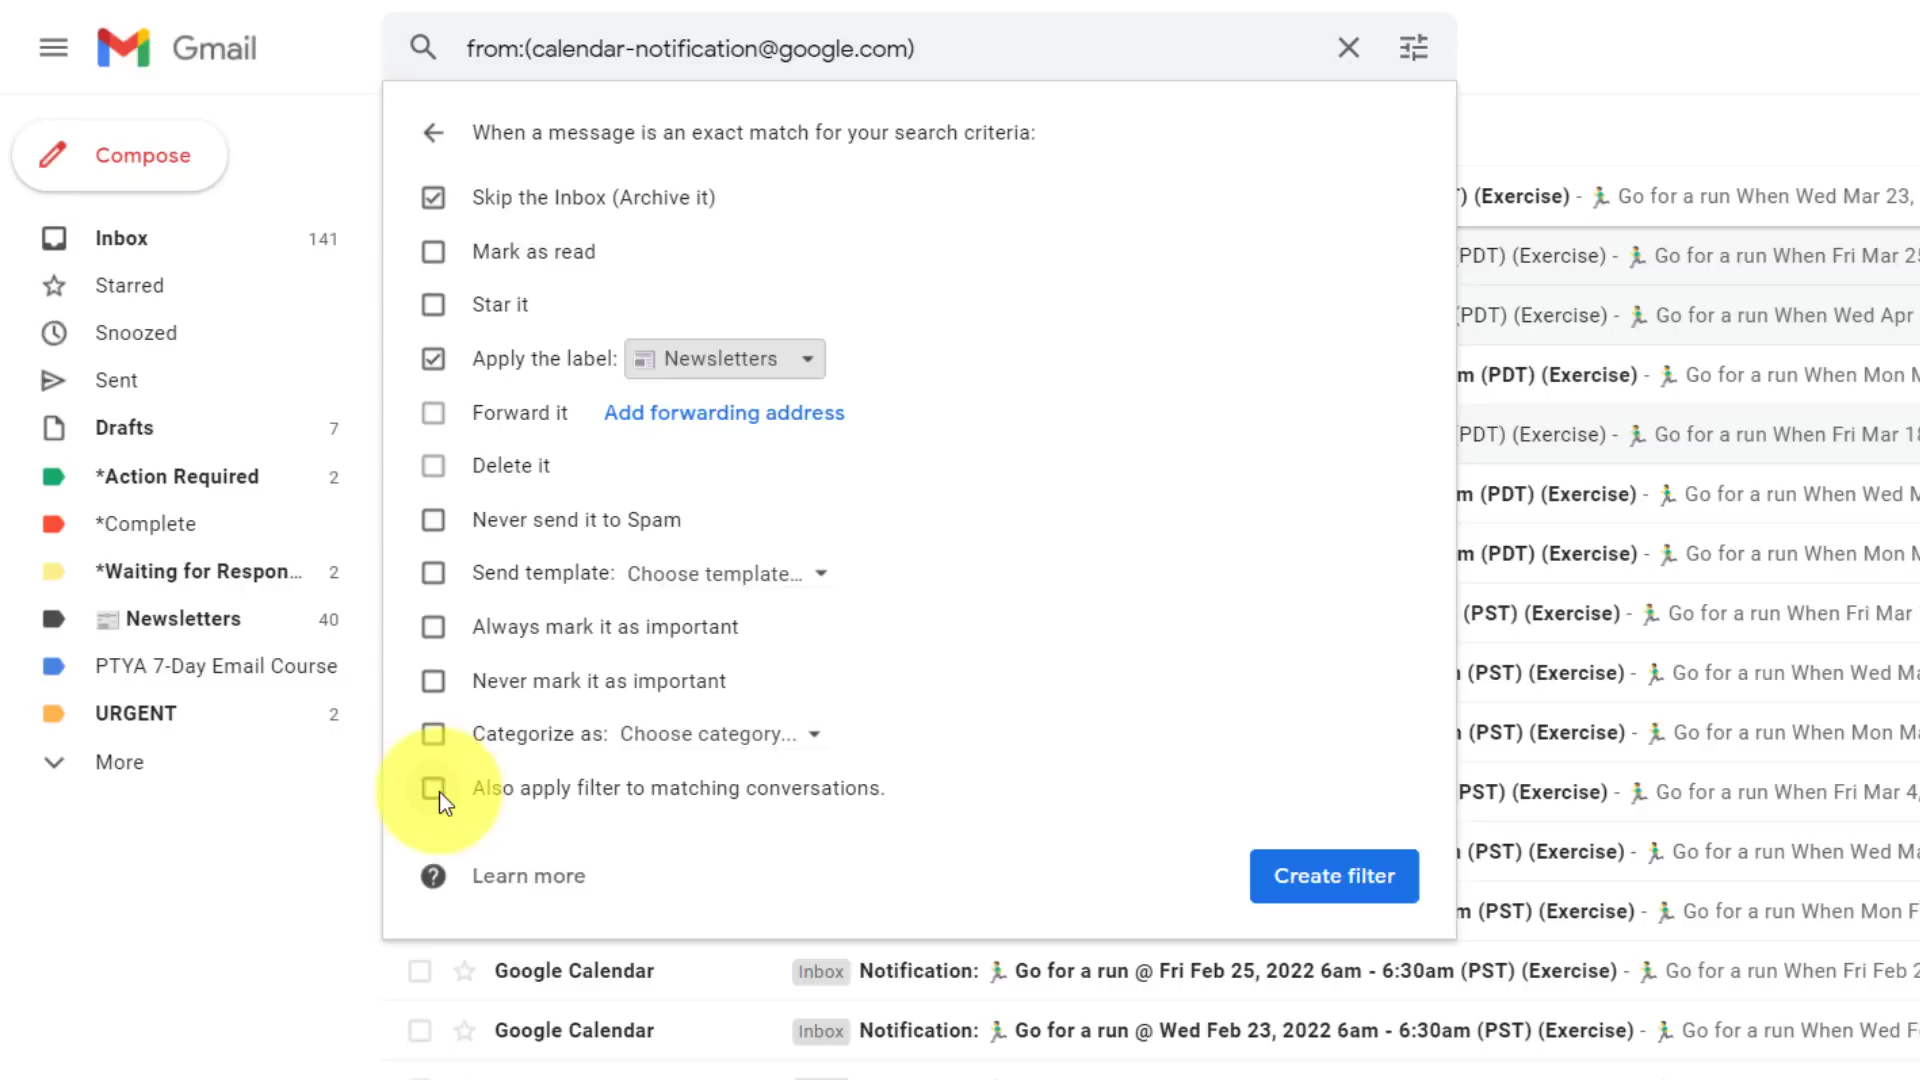 Gmail
from:(calendar-notification@google.com)
Compose
Inbox 141
Starred
Snoozed
Sent
Drafts 7
*Action Required 2
*Complete
*Waiting for Respon... 2
Newsletters 40
PTYA 7-Day Email Course
URGENT 2
More
When a message is an exact match for your search criteria:
Skip the Inbox (Archive it)
Mark as read
Star it
Apply the label: Newsletters
Forward it Add forwarding address
Delete it
Never send it to Spam
Send template: Choose template...
Always mark it as important
Never mark it as important
Categorize as: Choose category...
Also apply filter to matching conversations.
Learn more
Create filter
) (Exercise) - Go for a run When Wed Mar 23,
PDT) (Exercise) - Go for a run When Fri Mar 25
(PDT) (Exercise) - Go for a run When Wed Apr
m (PDT) (Exercise) - Go for a run When Mon M
PDT) (Exercise) - Go for a run When Fri Mar 18
m (PDT) (Exercise) - Go for a run When Wed M
m (PDT) (Exercise) - Go for a run When Mon M
(PST) (Exercise) - Go for a run When Fri Mar
(PST) (Exercise) - Go for a run When Wed Ma
(PST) (Exercise) - Go for a run When Mon Ma
PST) (Exercise) - Go for a run When Fri Mar 4,
(PST) (Exercise) - Go for a run When Wed Ma
m (PST) (Exercise) - Go for a run When Mon F
Google Calendar Inbox Notification: Go for a run @ Fri Feb 25, 2022 6am - 6:30am (PST) (Exercise) - Go for a run When Fri Feb 2
Google Calendar Inbox Notification: Go for a run @ Wed Feb 23, 2022 6am - 6:30am (PST) (Exercise) - Go for a run When Wed F